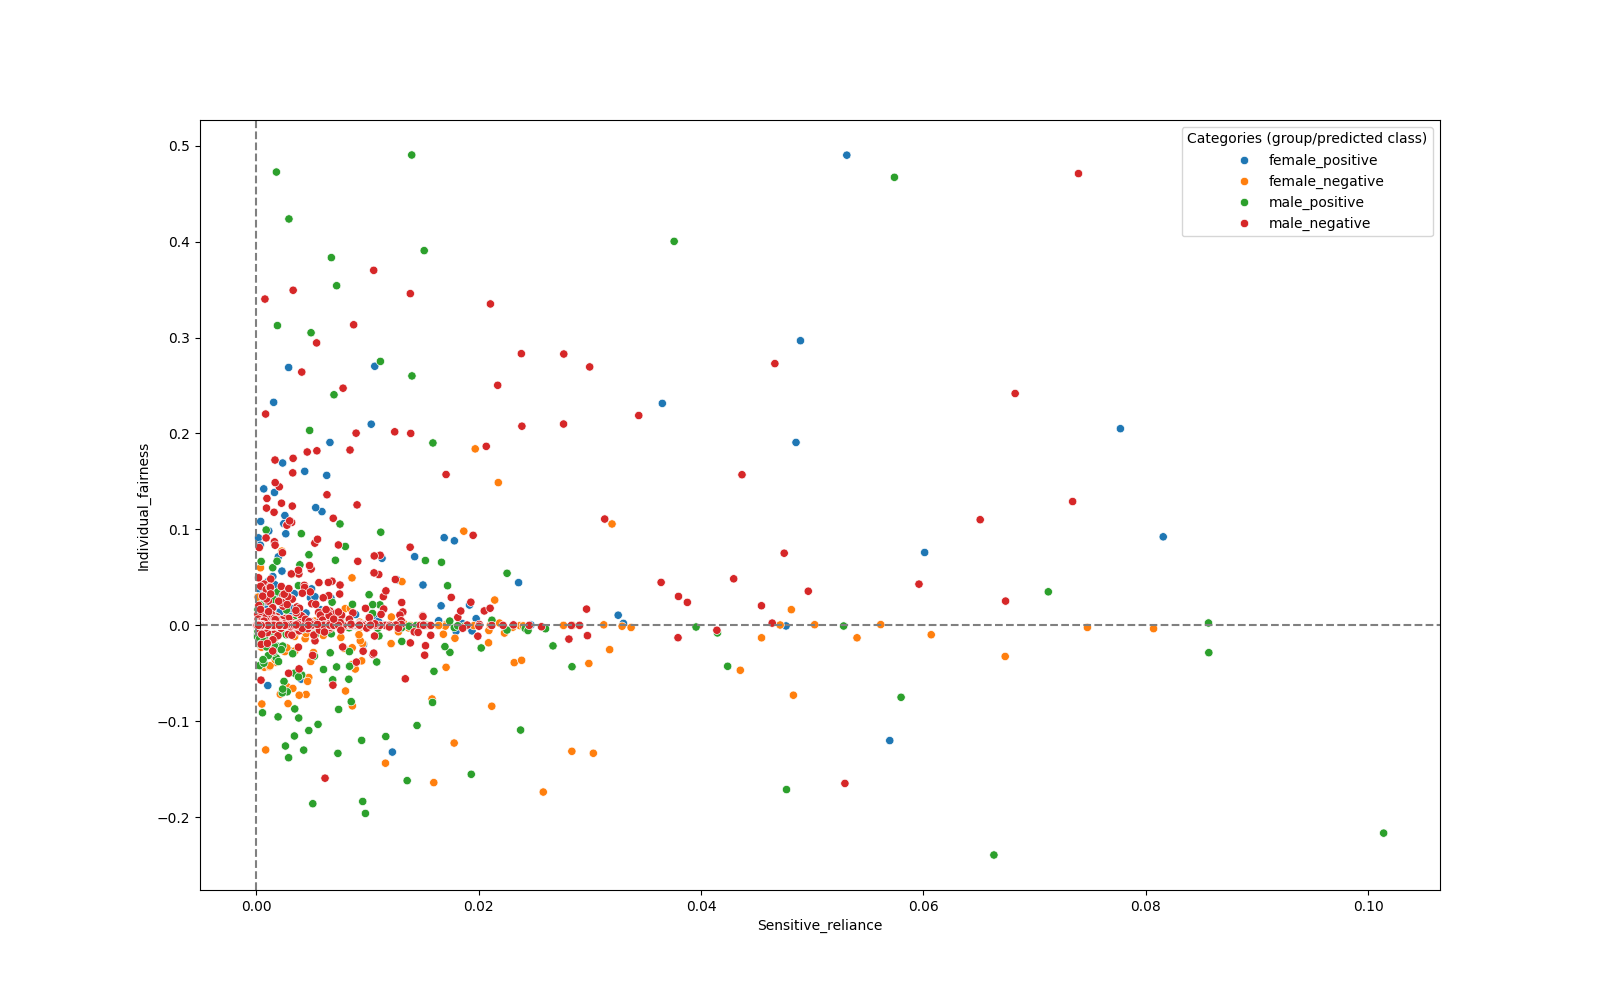 Categories (group/predicted class)
female_positive
female_negative
male_positive
male_negative
0.5
0.4
0.3
0.2
0.1
0.0
−0.1
−0.2
Individual_fairness
0.00 0.02 0.04 0.06 0.08 0.10
Sensitive_reliance